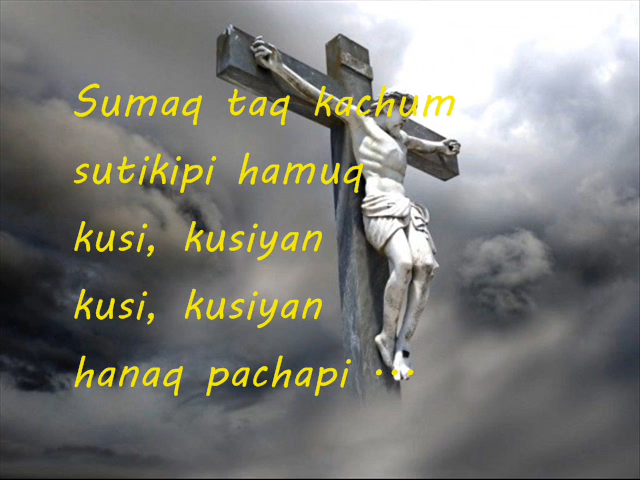 Sumaq taq kachum
sutikipi hamuq
kusi, kusiyan
kusi, kusiyan
hanaq pachapi ...